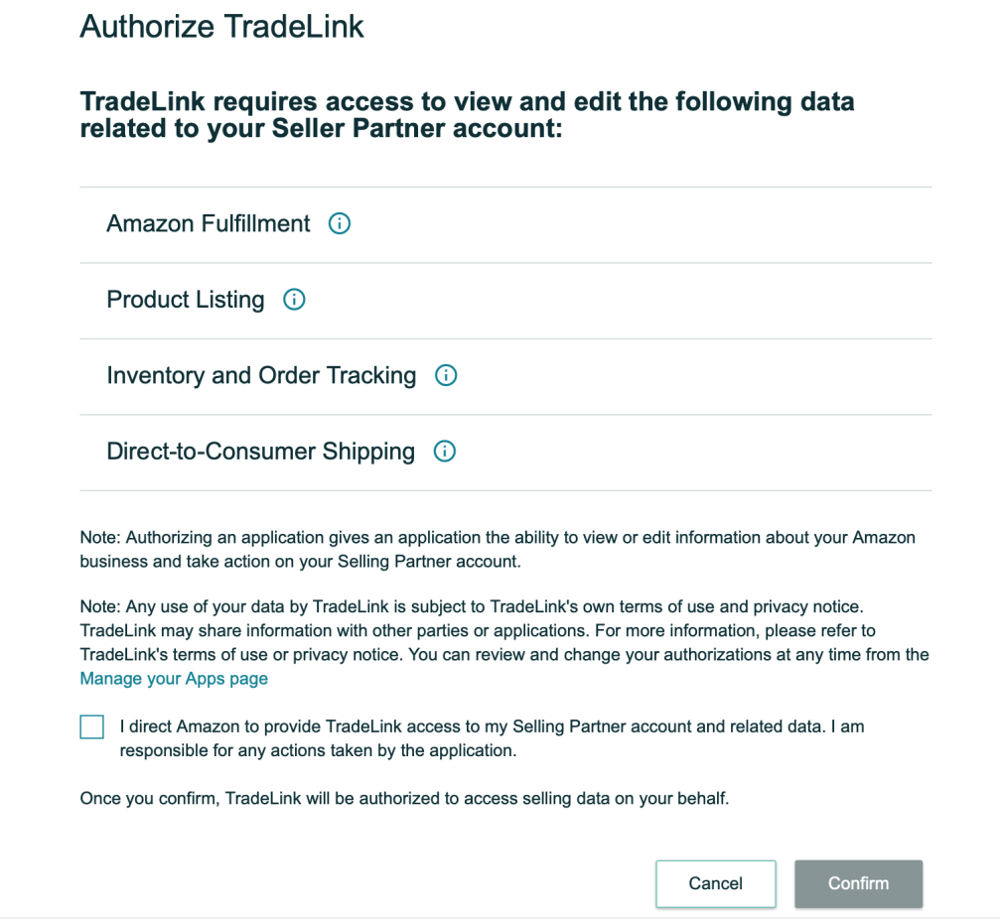 Authorize TradeLink
TradeLink requires access to view and edit the following data
related to your Seller Partner account:
Amazon Fulfillment
Product Listing
Inventory and Order Tracking
Direct-to-Consumer Shipping
Note: Authorizing an application gives an application the ability to view or edit information about your Amazon
business and take action on your Selling Partner account.
Note: Any use of your data by TradeLink is subject to TradeLink's own terms of use and privacy notice.
TradeLink may share information with other parties or applications. For more information, please refer to
TradeLink's terms of use or privacy notice. You can review and change your authorizations at any time from the
Manage your Apps page
I direct Amazon to provide TradeLink access to my Selling Partner account and related data. I am
responsible for any actions taken by the application.
Once you confirm, TradeLink will be authorized to access selling data on your behalf.
Cancel
Confirm